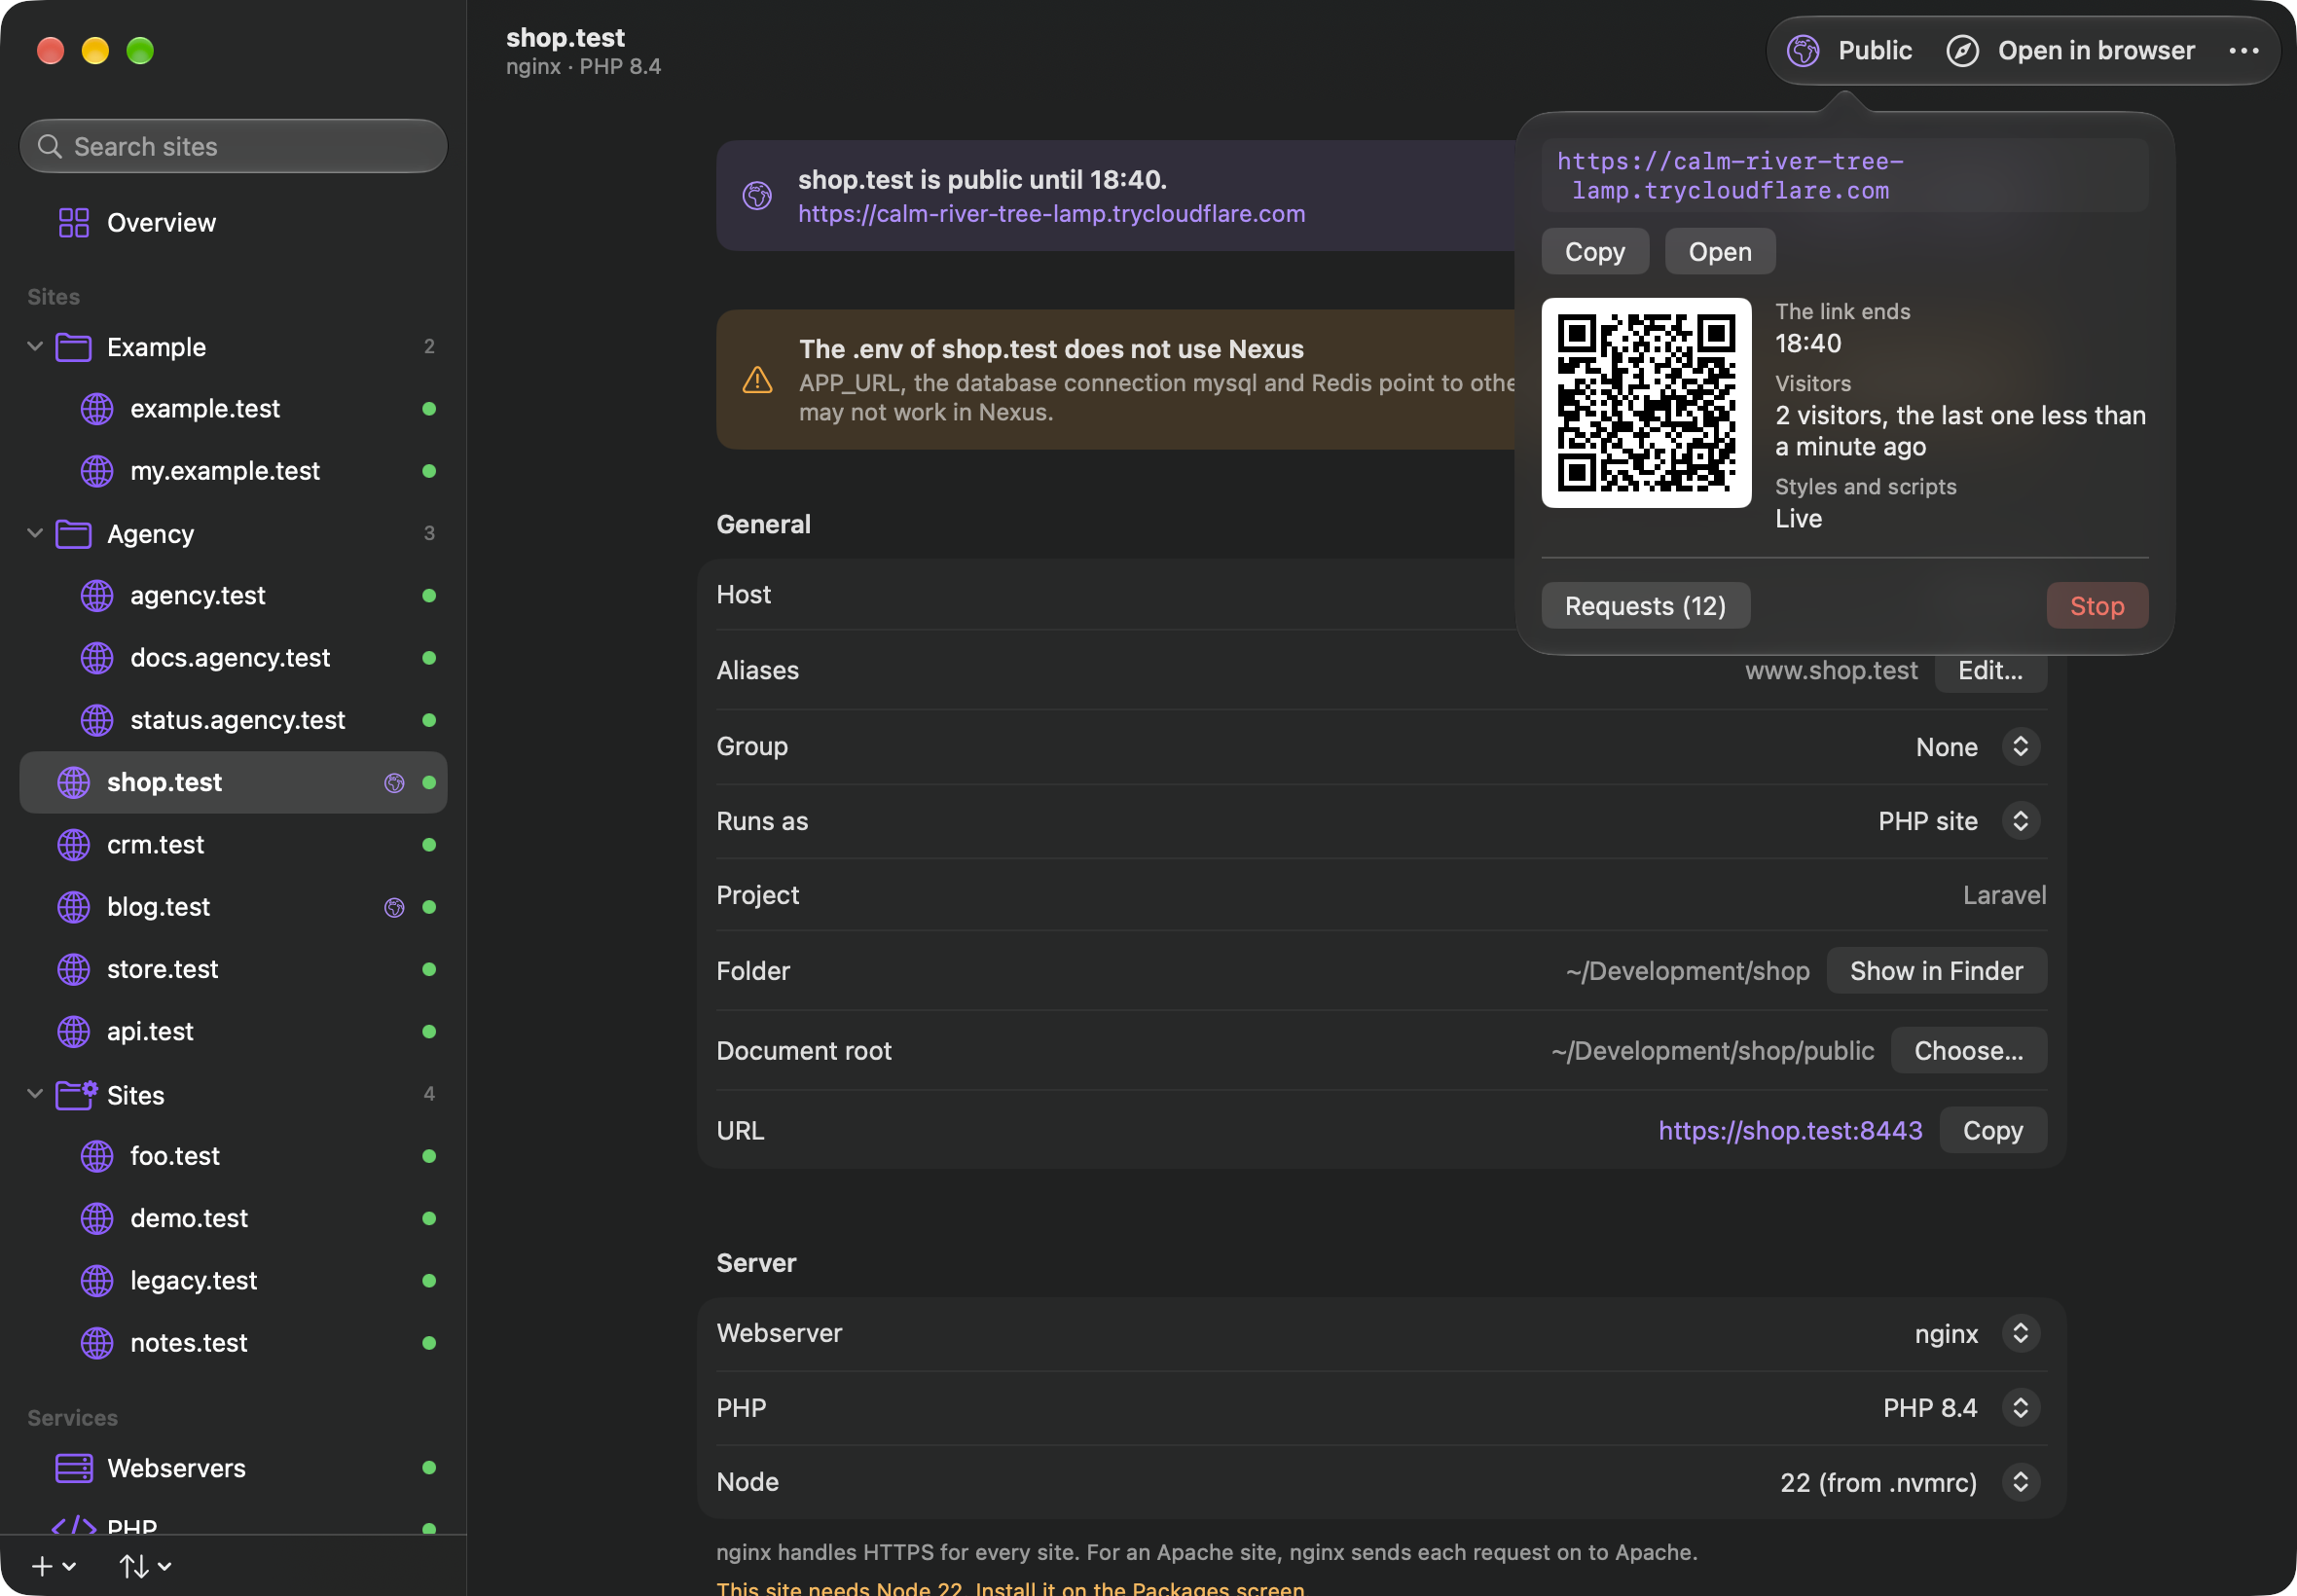 Search sites
Overview
Sites
Example 2
example.test
my.example.test
Agency 3
agency.test
docs.agency.test
status.agency.test
shop.test
crm.test
blog.test
store.test
api.test
Sites 4
foo.test
demo.test
legacy.test
notes.test
Services
Webservers
PHP
shop.test
nginx · PHP 8.4
Public
Open in browser
shop.test is public until 18:40.
https://calm-river-tree-lamp.trycloudflare.com
The .env of shop.test does not use Nexus
APP_URL, the database connection mysql and Redis point to othe
may not work in Nexus.
https://calm-river-tree-
lamp.trycloudflare.com
Copy Open
The link ends
18:40
Visitors
2 visitors, the last one less than
a minute ago
Styles and scripts
Live
Requests (12) Stop
General
Host
Aliases www.shop.test Edit...
Group None
Runs as PHP site
Project Laravel
Folder ~/Development/shop Show in Finder
Document root ~/Development/shop/public Choose...
URL https://shop.test:8443 Copy
Server
Webserver nginx
PHP PHP 8.4
Node 22 (from .nvmrc)
nginx handles HTTPS for every site. For an Apache site, nginx sends each request on to Apache.
This site needs Node 22. Install it on the Packages screen.